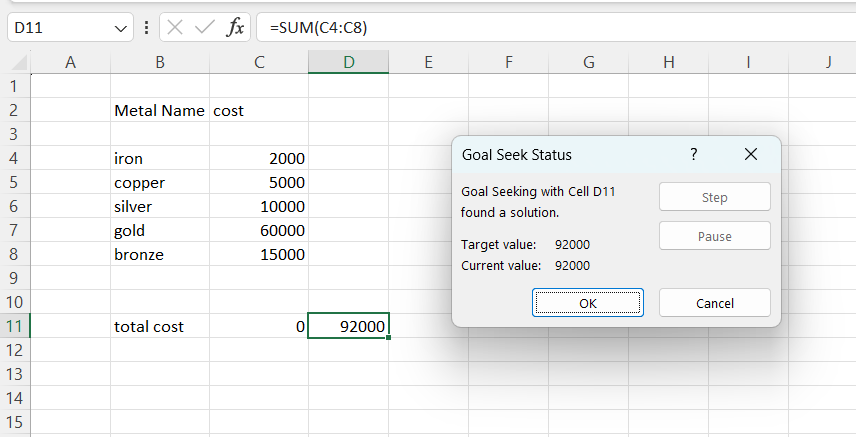 D11 fx =SUM(C4:C8)
A B C D E F G H I J
1
2 Metal Name cost
3
4 iron 2000
5 copper 5000
6 silver 10000
7 gold 60000
8 bronze 15000
9
10
11 total cost 0 92000
12
13
14
15
Goal Seek Status ?
Goal Seeking with Cell D11
found a solution.
Target value: 92000
Current value: 92000
Step
Pause
OK Cancel